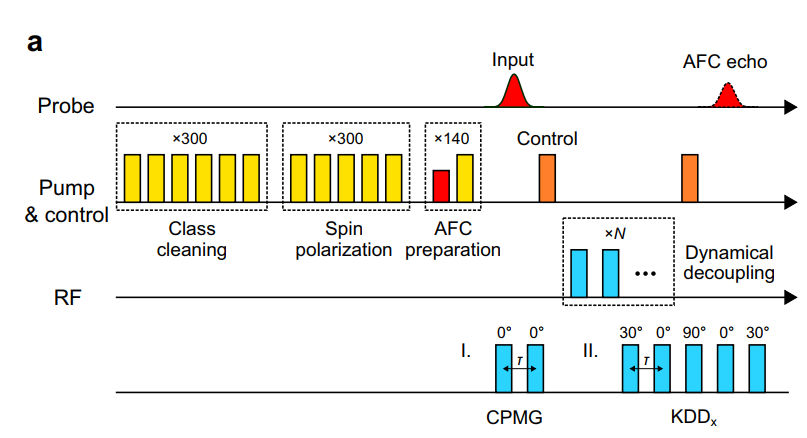 a
Input
AFC echo
Probe
×300
×300
×140
Control
Pump
& control
Class
cleaning
Spin
polarization
AFC
preparation
×N
Dynamical
decoupling
RF
I.
0° 0°
τ
II.
30° 0° 90° 0° 30°
τ
CPMG
KDDₓ